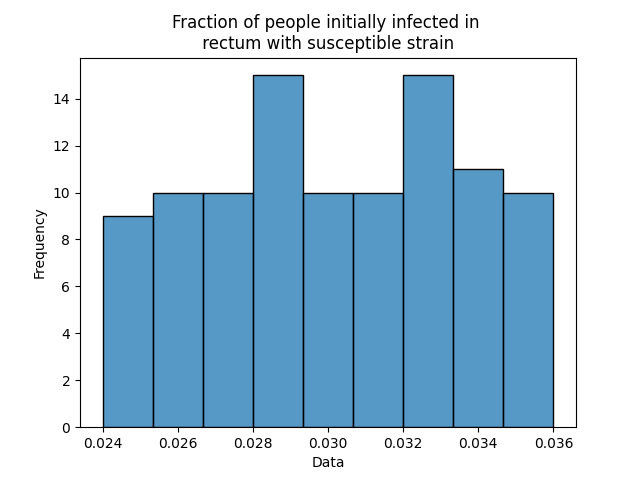 Fraction of people initially infected in
rectum with susceptible strain
Frequency
14
12
10
8
6
4
2
0
0.024 0.026 0.028 0.030 0.032 0.034 0.036
Data